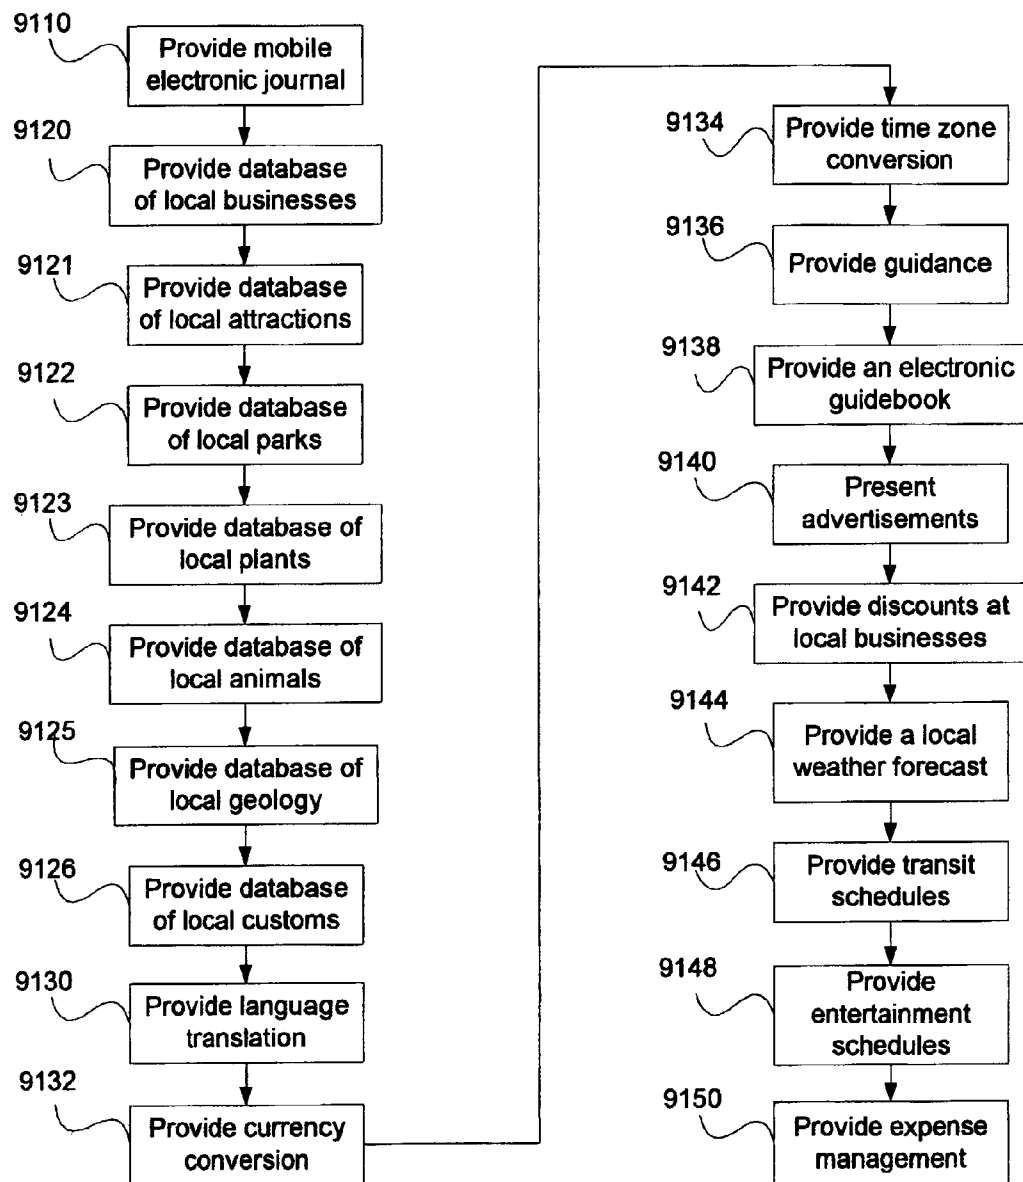 9110
Provide mobile
electronic journal
9120
Provide database
of local businesses
9121
Provide database
of local attractions
9122
Provide database
of local parks
9123
Provide database of
local plants
9124
Provide database of
local animals
9125
Provide database of
local geology
9126
Provide database
of local customs
9130
Provide language
translation
9132
Provide currency
conversion
9134
Provide time zone
conversion
9136
Provide guidance
9138
Provide an electronic
guidebook
9140
Present
advertisements
9142
Provide discounts at
local businesses
9144
Provide a local
weather forecast
9146
Provide transit
schedules
9148
Provide
entertainment
schedules
9150
Provide expense
management